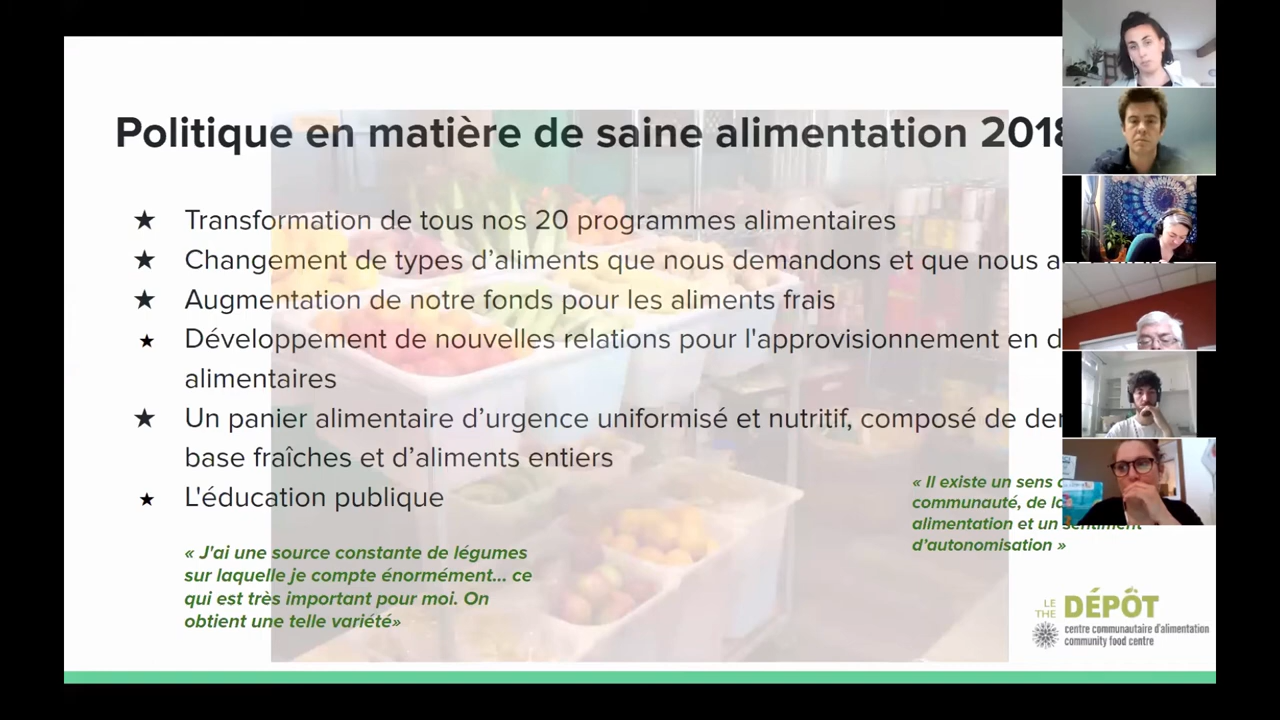 Politique en matière de saine alimentation 2018
★ Transformation de tous nos 20 programmes alimentaires
★ Changement de types d’aliments que nous demandons et que nous
★ Augmentation de notre fonds pour les aliments frais
★ Développement de nouvelles relations pour l'approvisionnement en
alimentaires
★ Un panier alimentaire d’urgence uniformisé et nutritif, composé de
base fraîches et d’aliments entiers
★ L'éducation publique
« J'ai une source constante de légumes
sur laquelle je compte énormément... ce
qui est très important pour moi. On
obtient une telle variété»
« Il existe un sens
communauté, de
alimentation et un sentiment
d’autonomisation »
LE
THE
DÉPÔT
centre communautaire d'alimentation
community food centre